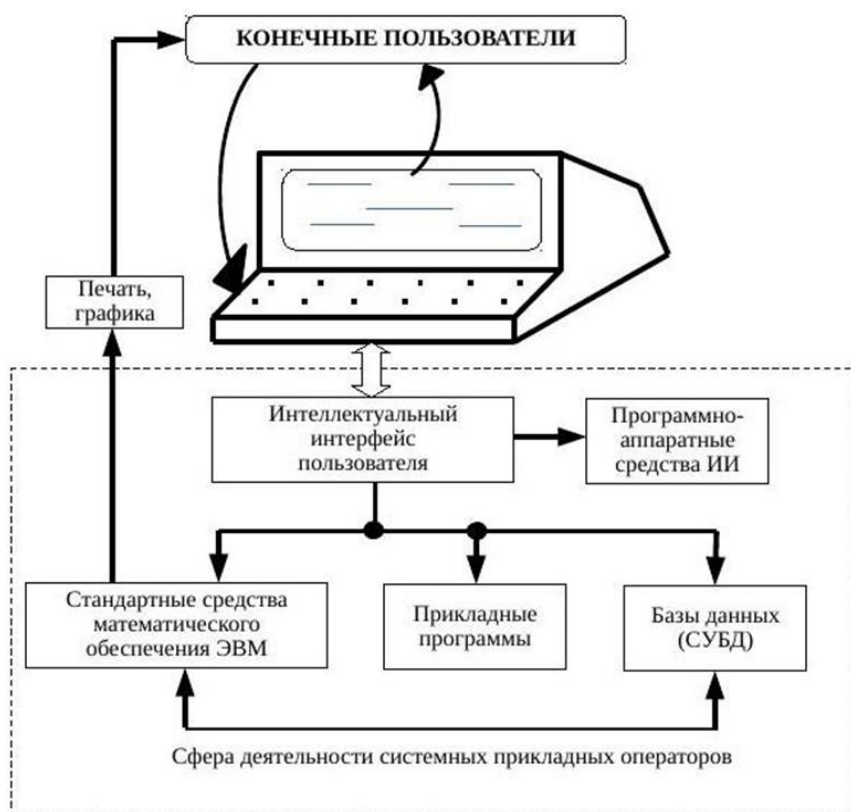 КОНЕЧНЫЕ ПОЛЬЗОВАТЕЛИ
Печать,
графика
Интеллектуальный
интерфейс
пользователя
Программно-
аппаратные
средства ИИ
Стандартные средства
математического
обеспечения ЭВМ
Прикладные
программы
Базы данных
(СУБД)
Сфера деятельности системных прикладных операторов